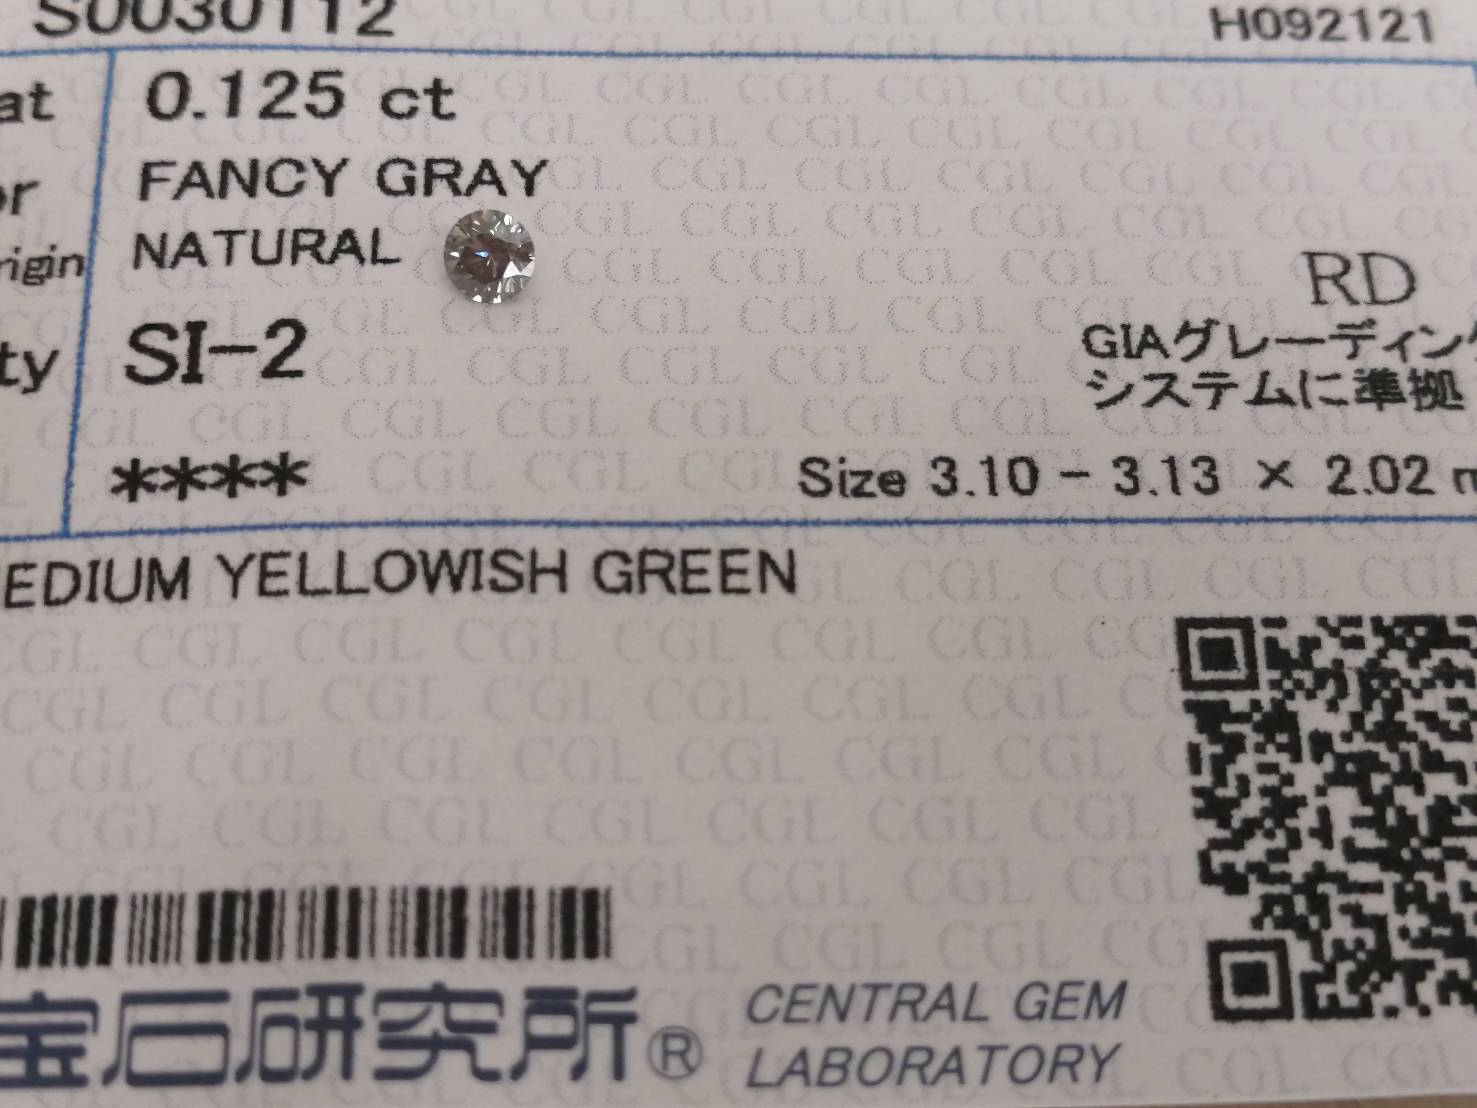 S0030112
H092121
at 0.125 ct
or FANCY GRAY
rigin NATURAL
RD
ty SI-2
GIAグレーディング
システムに準拠
****
Size 3.10 - 3.13 × 2.02 m
EDIUM YELLOWISH GREEN
宝石研究所®
CENTRAL GEM
LABORATORY